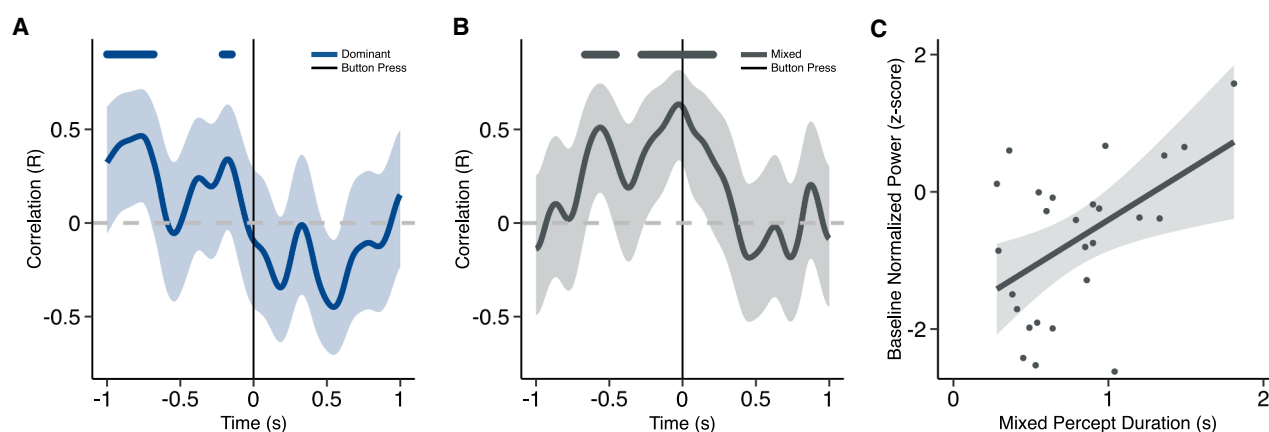 A
Correlation (R)
0.5
0
-0.5
-1
-0.5
0
0.5
1
Time (s)
Dominant
Button Press
B
Correlation (R)
0.5
0
-0.5
-1
-0.5
0
0.5
1
Time (s)
Mixed
Button Press
C
Baseline Normalized Power (z-score)
2
0
-2
0
1
2
Mixed Percept Duration (s)